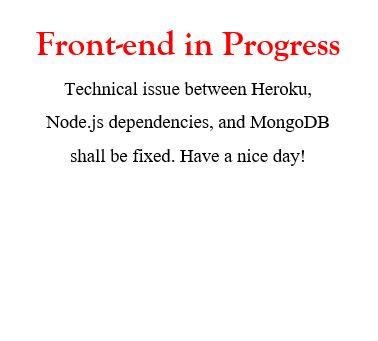 Front-end in Progress
Technical issue between Heroku,
Node.js dependencies, and MongoDB
shall be fixed. Have a nice day!